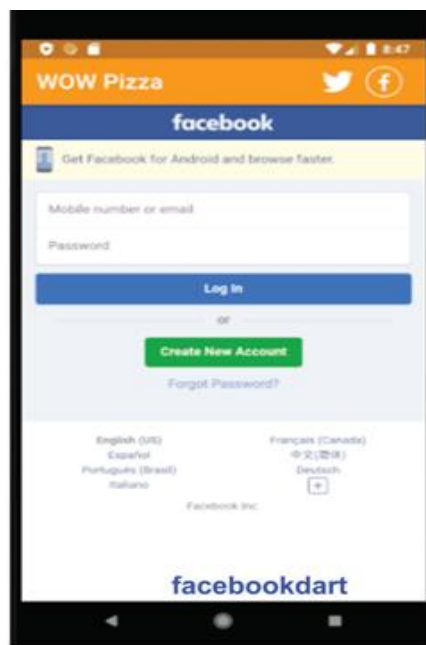 8:47
WOW Pizza
facebook
Get Facebook for Android and browse faster.
Mobile number or email
Password
Log In
or
Create New Account
Forgot Password?
English (US) Français (Canada)
Español 中文(简体)
Português (Brasil) Deutsch
Italiano +
Facebook Inc.
facebookdart